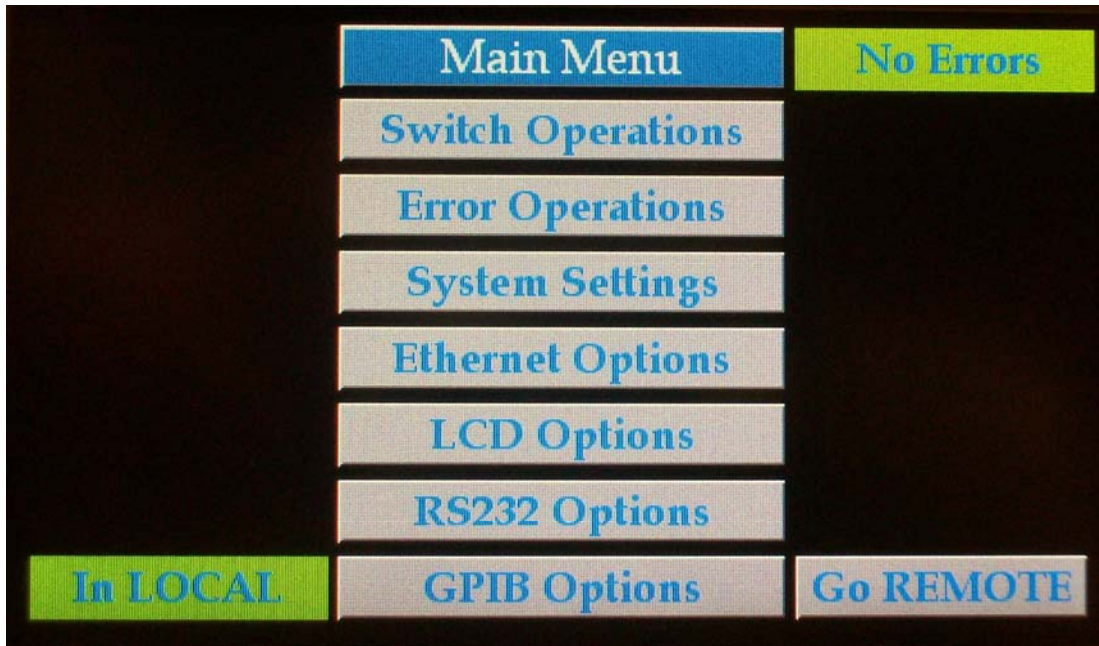 Main Menu
No Errors
Switch Operations
Error Operations
System Settings
Ethernet Options
LCD Options
RS232 Options
In LOCAL
GPIB Options
Go REMOTE